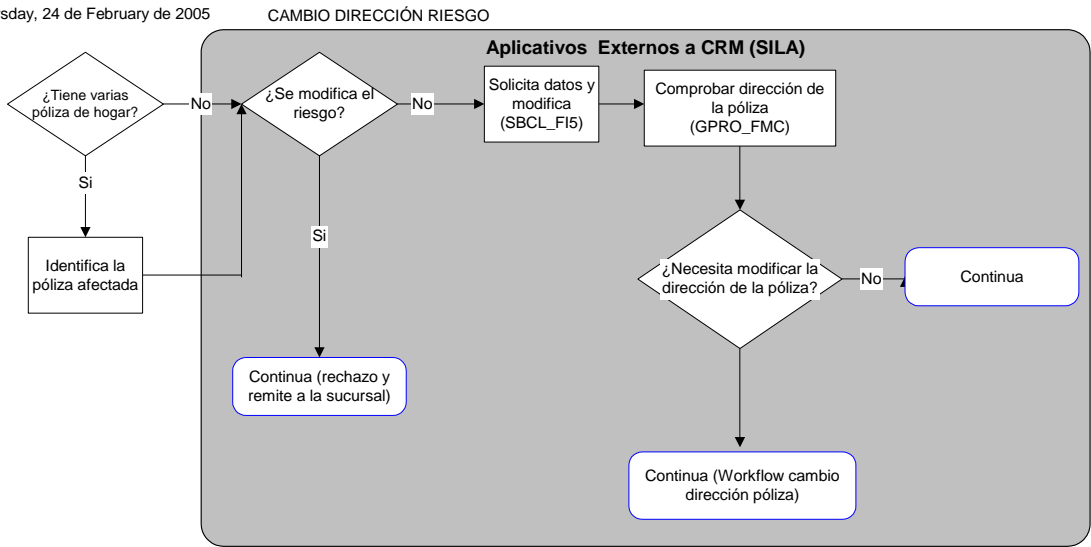 rsday, 24 de February de 2005
CAMBIO DIRECCIÓN RIESGO
Aplicativos Externos a CRM (SILA)
¿Tiene varias
póliza de hogar?
No
¿Se modifica el
riesgo?
No
Solicita datos y
modifica
(SBCL_FI5)
Comprobar dirección de
la póliza
(GPRO_FMC)
Si
Si
Identifica la
póliza afectada
¿Necesita modificar la
dirección de la póliza?
No
Continua
Continua (rechazo y
remite a la sucursal)
Continua (Workflow cambio
dirección póliza)